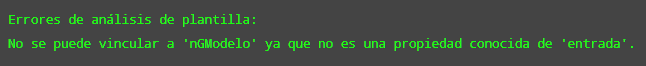 Errores de análisis de plantilla:
No se puede vincular a 'nGModelo' ya que no es una propiedad conocida de 'entrada'.